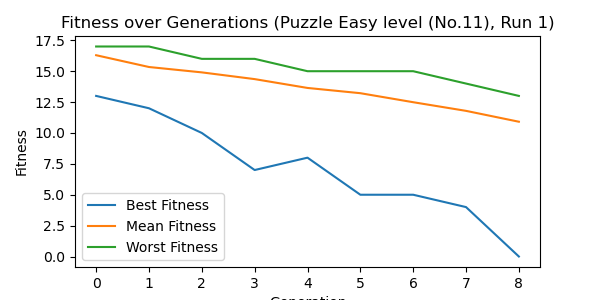 Fitness over Generations (Puzzle Easy level (No.11), Run 1)
17.5
15.0
12.5
10.0
7.5
5.0
2.5
0.0
Fitness
Best Fitness
Mean Fitness
Worst Fitness
0 1 2 3 4 5 6 7 8
Generation